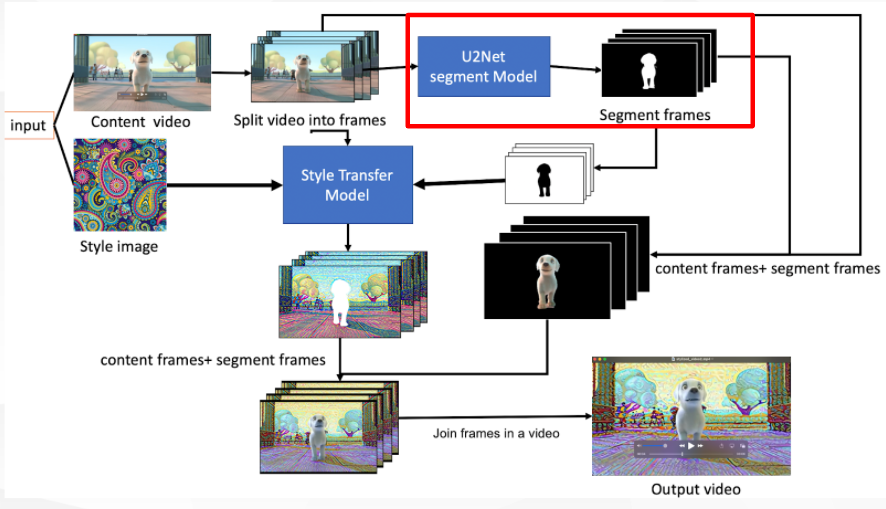 input
Content  video
Split video into frames
U2Net
segment Model
Segment frames
Style image
Style Transfer
Model
content frames+ segment frames
content frames+ segment frames
Join frames in a video
Output video